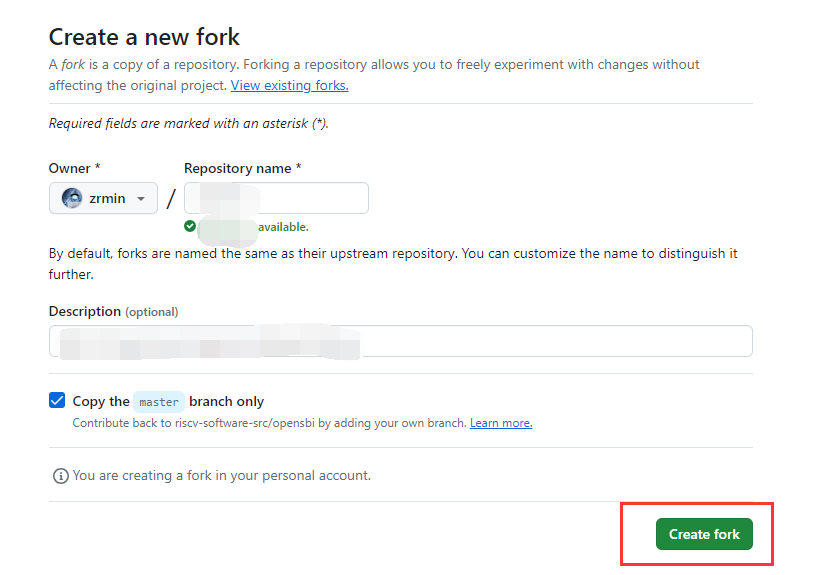 Create a new fork
A fork is a copy of a repository. Forking a repository allows you to freely experiment with changes without
affecting the original project. View existing forks.
Required fields are marked with an asterisk (*).
Owner * Repository name *
zrmin /
available.
By default, forks are named the same as their upstream repository. You can customize the name to distinguish it
further.
Description (optional)
Copy the master branch only
Contribute back to riscv-software-src/opensbi by adding your own branch. Learn more.
You are creating a fork in your personal account.
Create fork